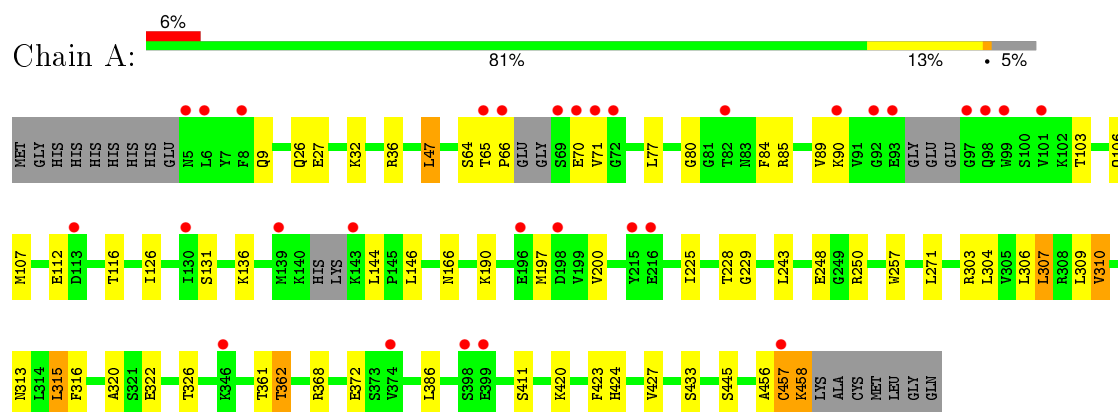 6%
Chain A:
81% 13% • 5%
MET GLY HIS HIS HIS HIS HIS HIS GLU N5 L6 Y7 F8 Q9 Q26 E27 K32 R36 L47 S64 T65 P66 GLU GLY S69 E70 V71 G72 L77 G80 G81 T82 N83 F84 R85 V89 K90 V91 G92 E93 GLY GLU GLU G97 Q98 W99 S100 V101 K102 T103
M107 E112 D113 T116 I126 I130 S131 K136 M139 K140 HIS LYS K143 L144 P145 L146 N166 K190 E196 M197 D198 V199 V200 Y215 E216 I225 T228 G229 L243 E248 G249 R250 W257 L271 R303 L304 V305 L306 L307 R308 L309 V310
N313 L314 L315 F316 A320 S321 E322 T326 K346 T361 T362 R368 E372 S373 V374 L386 S398 E399 S411 K420 F423 H424 V427 S433 S445 A456 C457 K458 LYS ALA CYS MET LEU GLY GLN